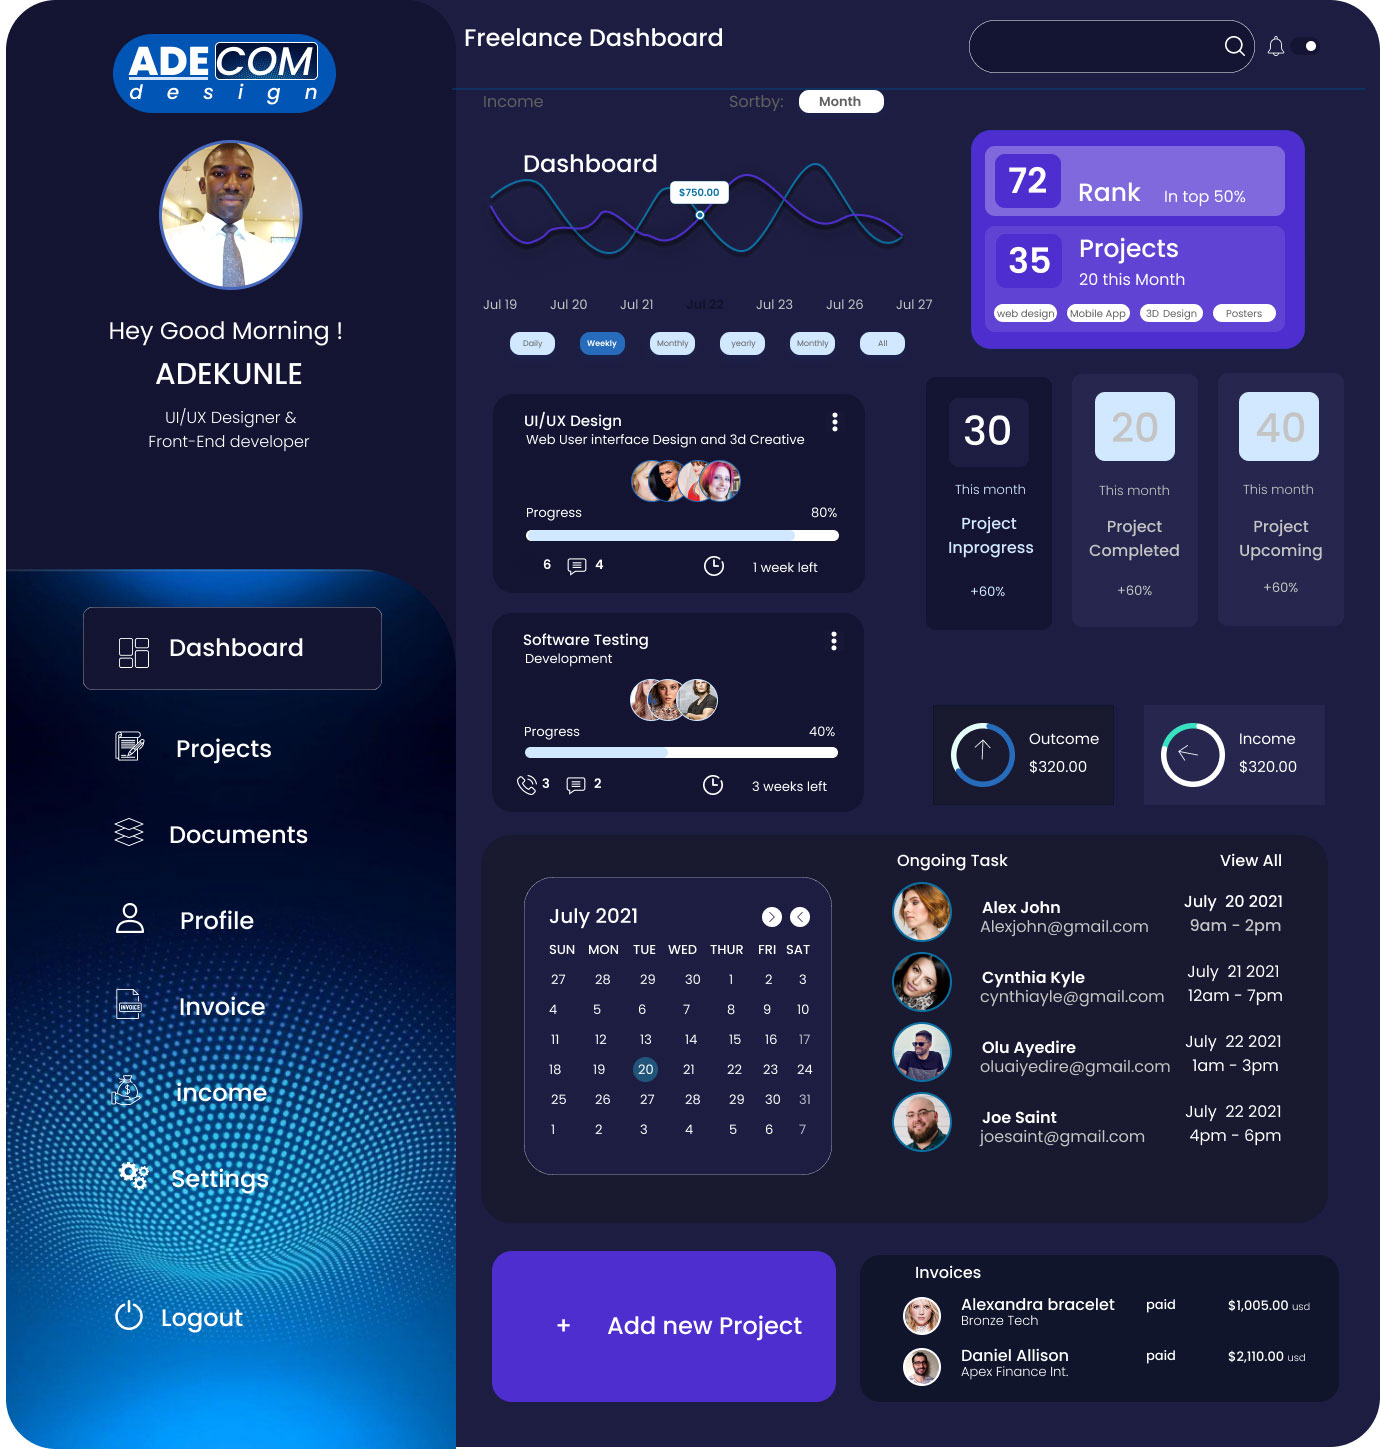 ADECOM
design
Hey Good Morning !
ADEKUNLE
UI/UX Designer &
Front-End developer
Dashboard
Projects
Documents
Profile
INVOICE
Invoice
$
income
Settings
Logout
Freelance Dashboard
Income
Sortby:
Month
Dashboard
$750.00
Jul 19 Jul 20 Jul 21 Jul 22 Jul 23 Jul 26 Jul 27
Daily Weekly Monthly yearly Monthly All
72
Rank
In top 50%
35
Projects
20 this Month
web design Mobile App 3D Design Posters
UI/UX Design
Web User interface Design and 3d Creative
Progress 80%
6 4 1 week left
Software Testing
Development
Progress 40%
3 2 3 weeks left
30
This month
Project
Inprogress
+60%
20
This month
Project
Completed
+60%
40
This month
Project
Upcoming
+60%
Outcome
$320.00
Income
$320.00
July 2021
SUN MON TUE WED THUR FRI SAT
27 28 29 30 1 2 3
4 5 6 7 8 9 10
11 12 13 14 15 16 17
18 19 20 21 22 23 24
25 26 27 28 29 30 31
1 2 3 4 5 6 7
Ongoing Task View All
Alex John
Alexjohn@gmail.com
July 20 2021
9am - 2pm
Cynthia Kyle
cynthiayle@gmail.com
July 21 2021
12am - 7pm
Olu Ayedire
oluaiyedire@gmail.com
July 22 2021
1am - 3pm
Joe Saint
joesaint@gmail.com
July 22 2021
4pm - 6pm
+ Add new Project
Invoices
Alexandra bracelet paid $1,005.00 usd
Bronze Tech
Daniel Allison paid $2,110.00 usd
Apex Finance Int.